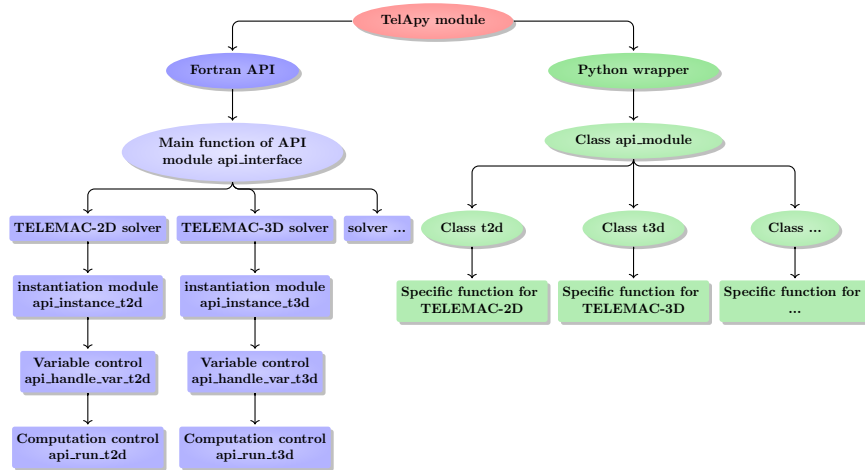 TelApy module
Fortran API
Python wrapper
Main function of API
module api_interface
Class api_module
TELEMAC-2D solver
TELEMAC-3D solver
solver ...
Class t2d
Class t3d
Class ...
instantiation module
api_instance_t2d
instantiation module
api_instance_t3d
Specific function for
TELEMAC-2D
Specific function for
TELEMAC-3D
Specific function for
...
Variable control
api_handle_var_t2d
Variable control
api_handle_var_t3d
Computation control
api_run_t2d
Computation control
api_run_t3d